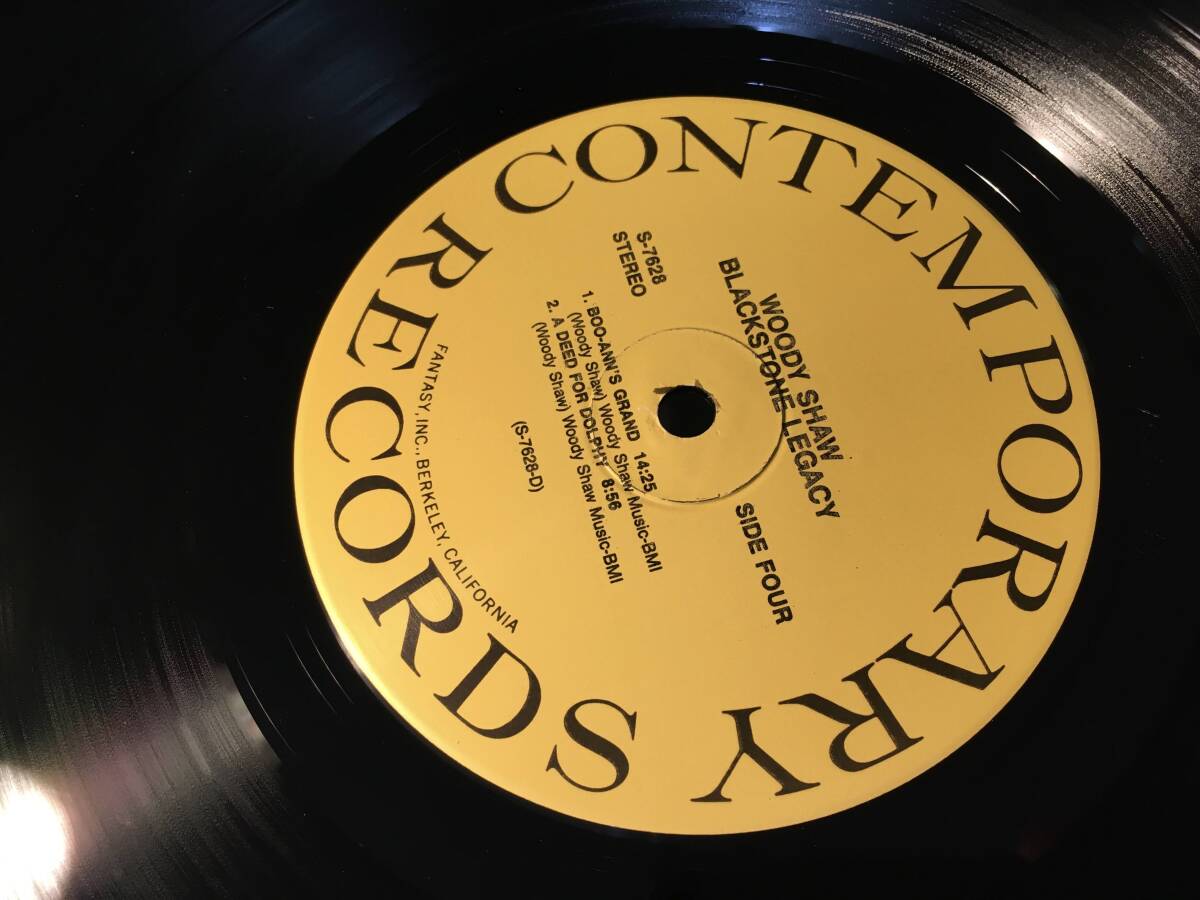 CONTEMPORARY RECORDS
WOODY SHAW
BLACKSTONE LEGACY
S-7628
STEREO
SIDE FOUR
1. BOO-ANN'S GRAND 14:25
(Woody Shaw) Woody Shaw Music-BMI
2. A DEED FOR DOLPHY 8:56
(Woody Shaw) Woody Shaw Music-BMI
(S-7628-D)
FANTASY, INC., BERKELEY, CALIFORNIA